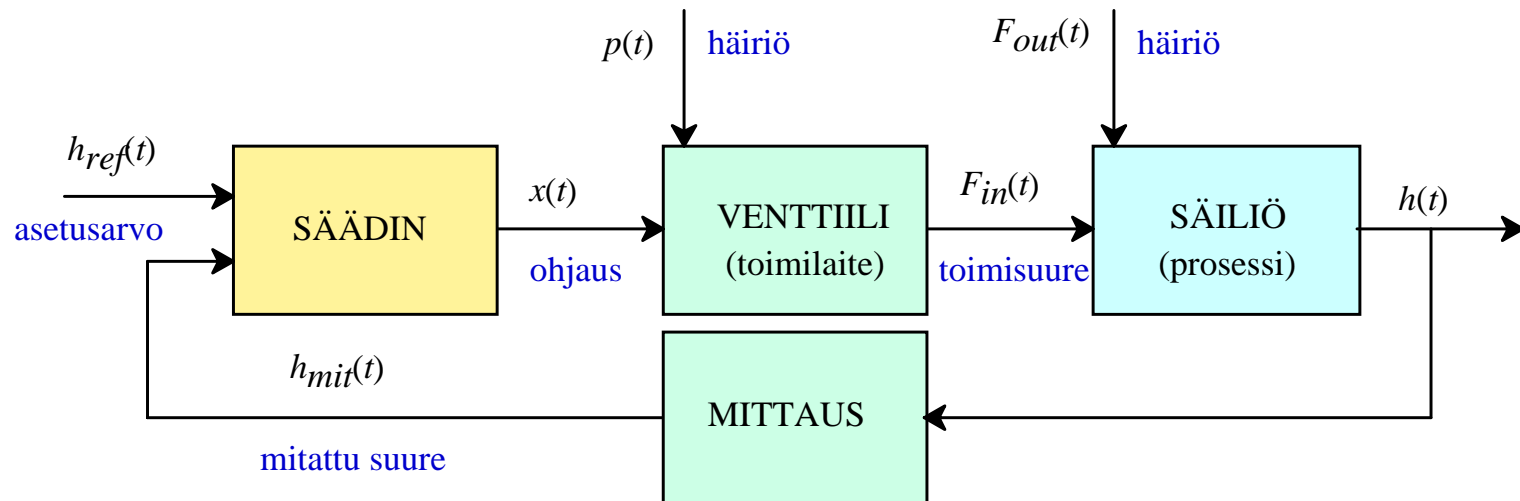 p(t) häiriö
F_out(t) häiriö
h_ref(t)
asetusarvo
SÄÄDIN
x(t)
ohjaus
VENTTIILI
(toimilaite)
F_in(t)
toimisuure
SÄILIÖ
(prosessi)
h(t)
h_mit(t)
mitattu suure
MITTAUS